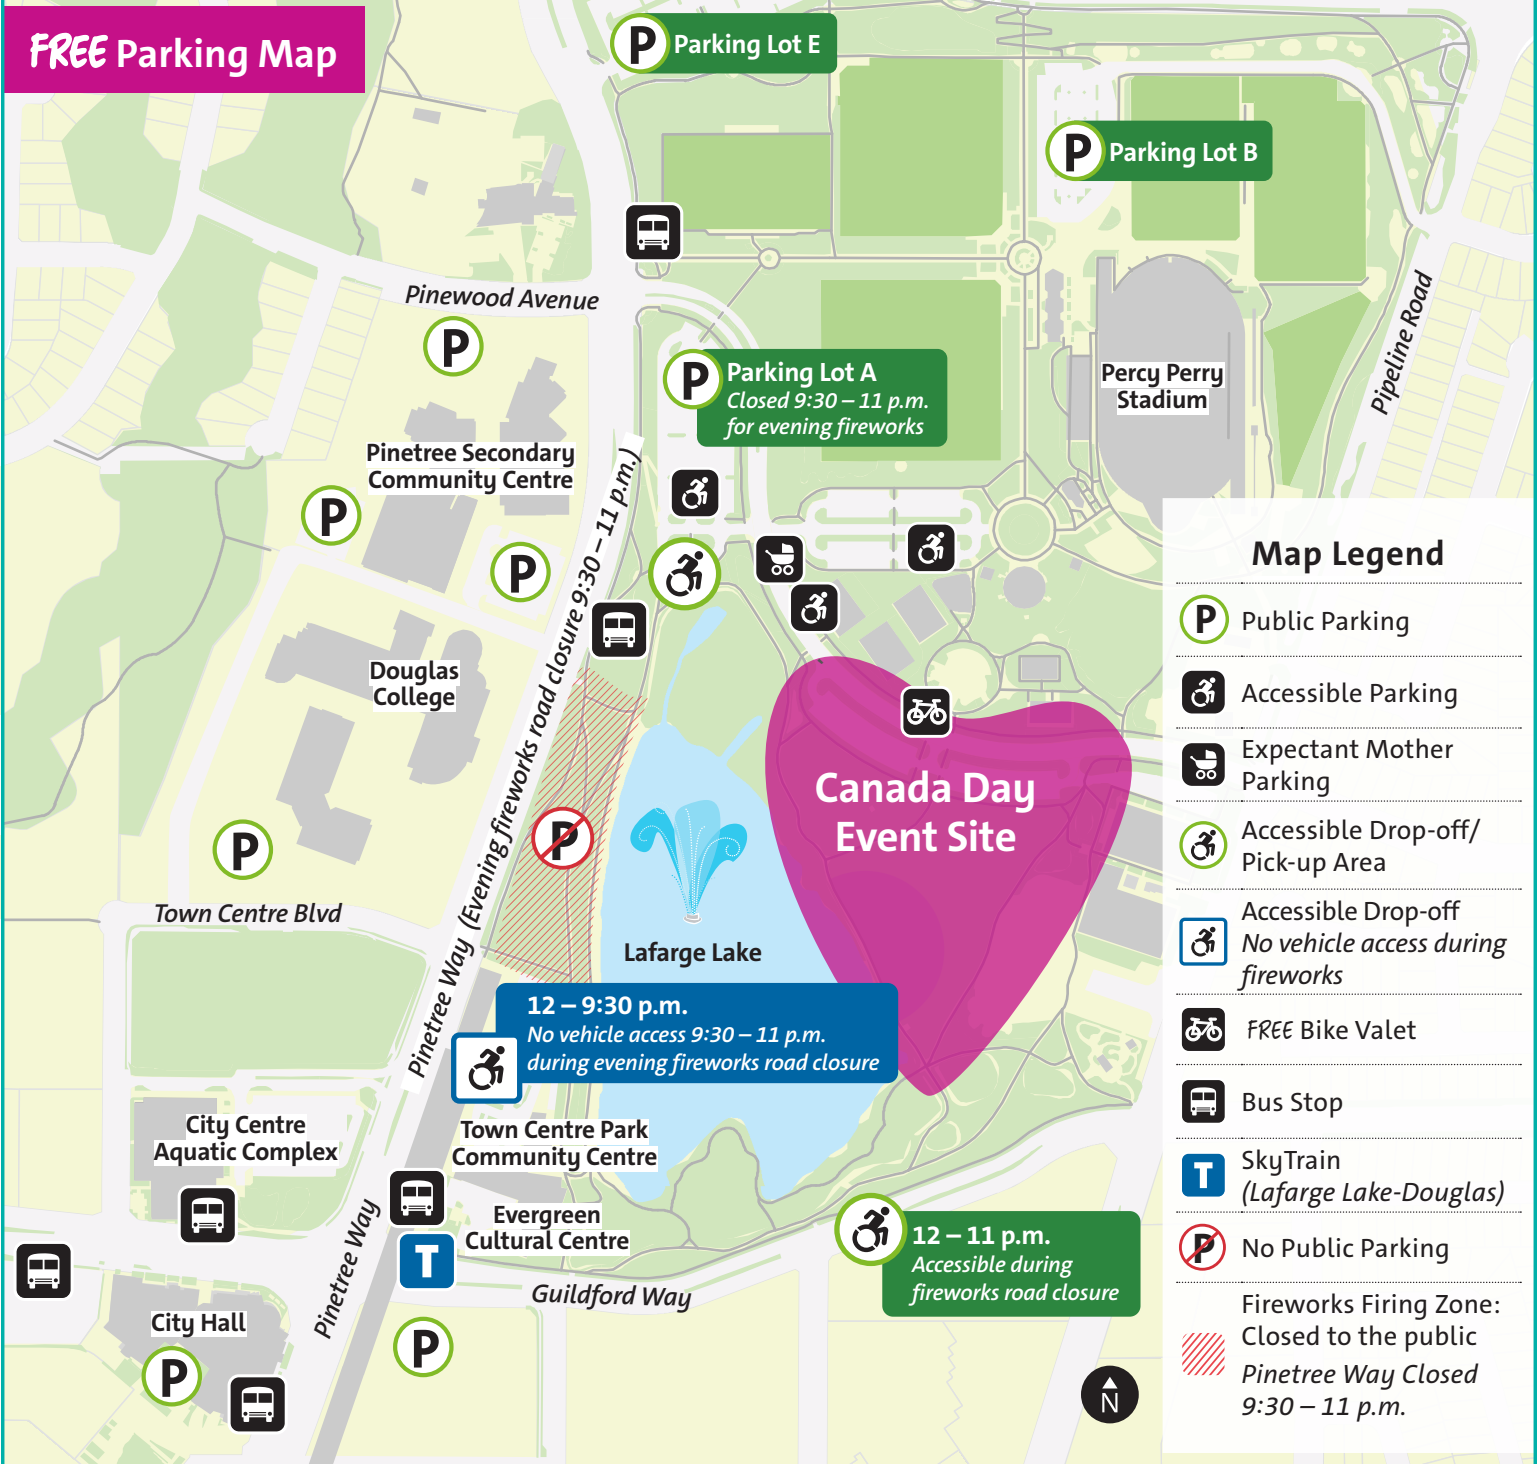 FREE Parking Map
P Parking Lot E
P Parking Lot B
Pinewood Avenue
P
P Parking Lot A
Closed 9:30 – 11 p.m.
for evening fireworks
Percy Perry
Stadium
Pipeline Road
Pinetree Secondary
Community Centre
P
P
Pinetree Way (Evening fireworks road closure 9:30 – 11 p.m.)
Douglas
College
P
P
Canada Day
Event Site
Town Centre Blvd
Lafarge Lake
12 – 9:30 p.m.
No vehicle access 9:30 – 11 p.m.
during evening fireworks road closure
City Centre
Aquatic Complex
Town Centre Park
Community Centre
Evergreen
Cultural Centre
T
Pinetree Way
Guildford Way
12 – 11 p.m.
Accessible during
fireworks road closure
City Hall
P
P
N
Map Legend
P Public Parking
Accessible Parking
Expectant Mother
Parking
Accessible Drop-off/
Pick-up Area
Accessible Drop-off
No vehicle access during
fireworks
FREE Bike Valet
Bus Stop
T SkyTrain
(Lafarge Lake-Douglas)
P No Public Parking
Fireworks Firing Zone:
Closed to the public
Pinetree Way Closed
9:30 – 11 p.m.